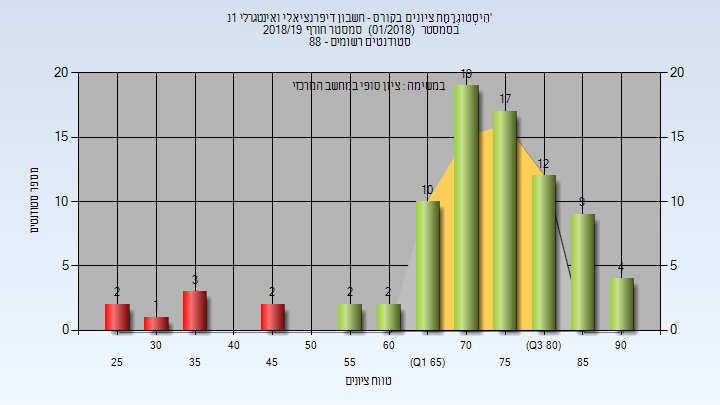 היסטוגרמת ציונים בקורס - חשבון דיפרנציאלי ואינטגרלי 1נ'
בסמסטר (01/2018) סמסטר חורף 2018/19
סטודנטים רשומים - 88
במשימה : ציון סופי במחשב המרכזי
מספר סטודנטים
20 20
15 15
10 10
5 5
0 0
2 1 3 2 2 2 10 19 17 12 9 4
30 40 50 60 70 (Q3 80) 90
25 35 45 55 (Q1 65) 75 85
טווח ציונים